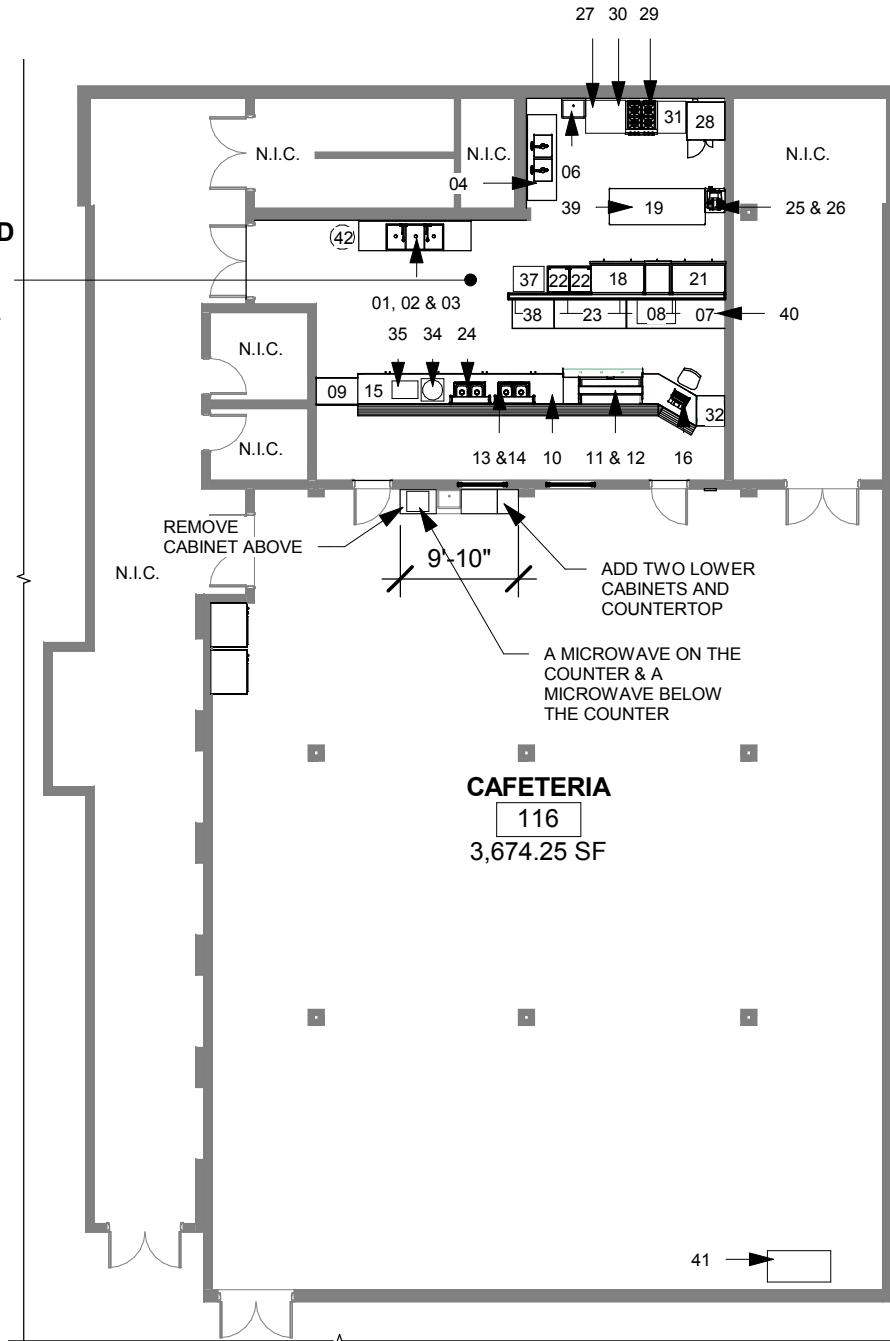 27 30 29
31
28
N.I.C.
N.I.C.
N.I.C.
04
06
39
19
25 & 26
D
42
37
22
22
18
21
01, 02 & 03
38
23
08
07
40
35
34
24
N.I.C.
09
15
32
N.I.C.
13 &14
10
11 & 12
16
REMOVE
CABINET ABOVE
9'-10"
N.I.C.
ADD TWO LOWER
CABINETS AND
COUNTERTOP
A MICROWAVE ON THE
COUNTER & A
MICROWAVE BELOW
THE COUNTER
CAFETERIA
116
3,674.25 SF
41